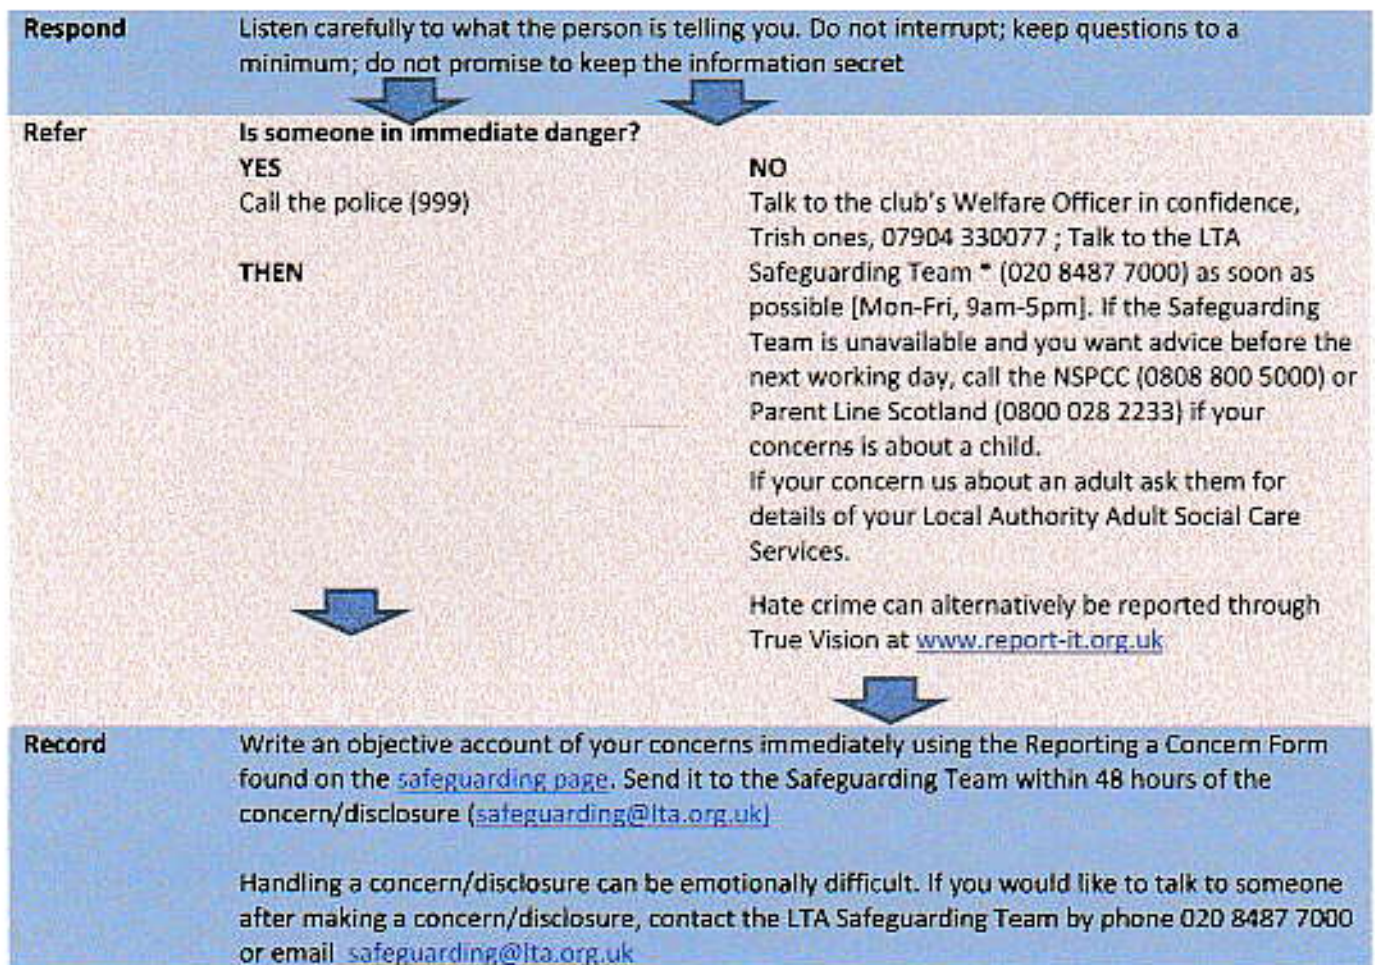 Respond
Listen carefully to what the person is telling you. Do not interrupt; keep questions to a
minimum; do not promise to keep the information secret
Refer
Is someone in immediate danger?
YES
Call the police (999)
THEN
NO
Talk to the club's Welfare Officer in confidence,
Trish ones, 07904 330077 ; Talk to the LTA
Safeguarding Team * (020 8487 7000) as soon as
possible [Mon-Fri, 9am-5pm]. If the Safeguarding
Team is unavailable and you want advice before the
next working day, call the NSPCC (0808 800 5000) or
Parent Line Scotland (0800 028 2233) if your
concerns is about a child.
If your concern us about an adult ask them for
details of your Local Authority Adult Social Care
Services.
Hate crime can alternatively be reported through
True Vision at www.report-it.org.uk
Record
Write an objective account of your concerns immediately using the Reporting a Concern Form
found on the safeguarding page. Send it to the Safeguarding Team within 48 hours of the
concern/disclosure (safeguarding@lta.org.uk)
Handling a concern/disclosure can be emotionally difficult. If you would like to talk to someone
after making a concern/disclosure, contact the LTA Safeguarding Team by phone 020 8487 7000
or email safeguarding@lta.org.uk